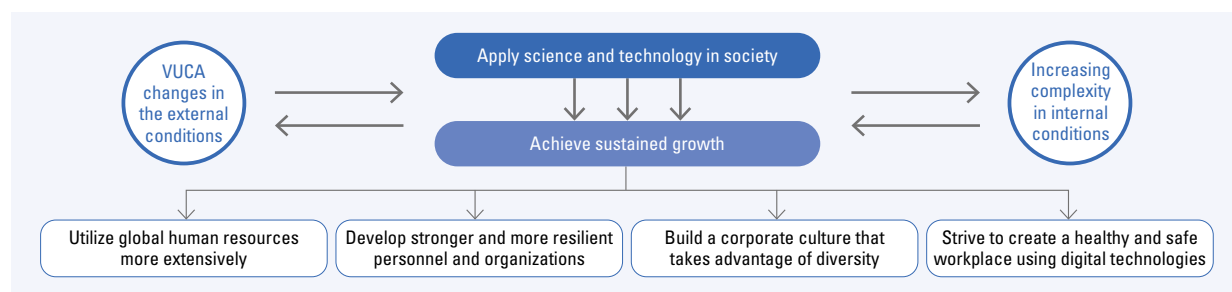 VUCA
changes in
the external
conditions
Apply science and technology in society
Achieve sustained growth
Increasing
complexity
in internal
conditions
Utilize global human resources
more extensively
Develop stronger and more resilient
personnel and organizations
Build a corporate culture that
takes advantage of diversity
Strive to create a healthy and safe
workplace using digital technologies